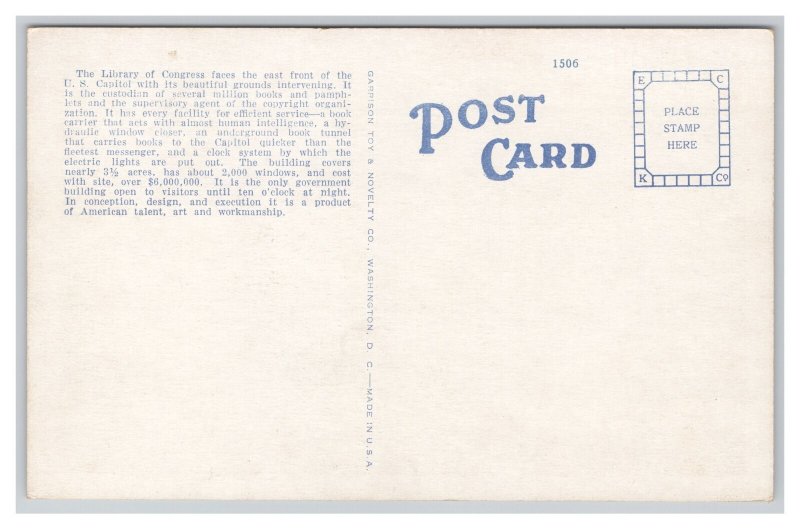 The Library of Congress faces the east front of the
U. S. Capitol with its beautiful grounds intervening. It
is the custodian of several million books and pamph-
lets and the supervisory agent of the copyright organi-
zation. It has every facility for efficient service—a book
carrier that acts with almost human intelligence, a hy-
draulic window closer, an underground book tunnel
that carries books to the Capitol quicker than the
fleetest messenger, and a clock system by which the
electric lights are put out. The building covers
nearly 3½ acres, has about 2,000 windows, and cost
with site, over $6,000,000. It is the only government
building open to visitors until ten o'clock at night.
In conception, design, and execution it is a product
of American talent, art and workmanship.
GARRISON TOY & NOVELTY CO., WASHINGTON, D. C.—MADE IN U.S.A.
1506
POST
CARD
E C
PLACE
STAMP
HERE
K Co